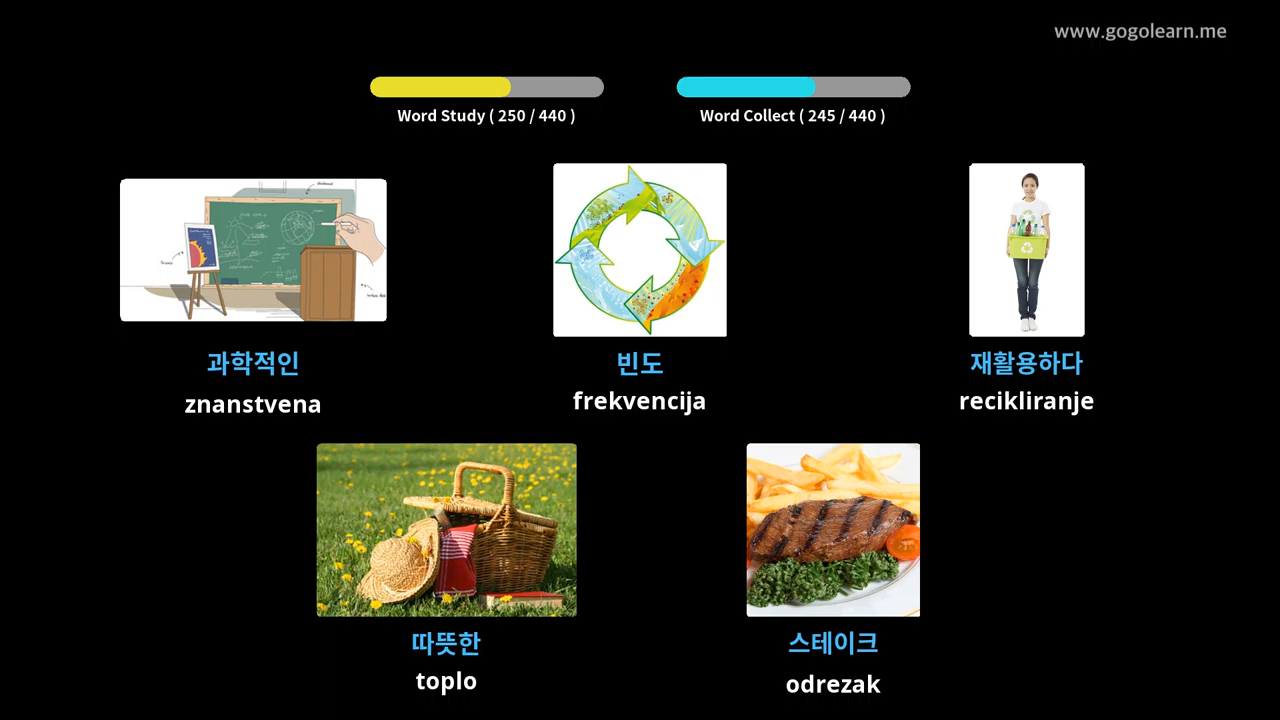 www.gogolearn.me
Word Study ( 250 / 440 )
Word Collect ( 245 / 440 )
과학적인
znanstvena
빈도
frekvencija
재활용하다
recikliranje
따뜻한
toplo
스테이크
odrezak